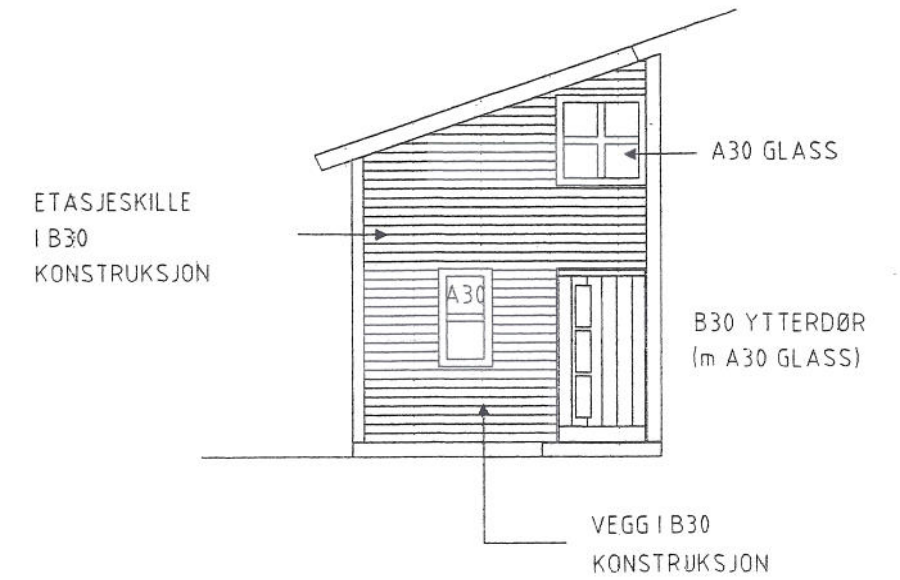 A30 GLASS
ETASJESKILLE
I B30
KONSTRUKSJON
A30
B30 YTTERDØR
(m A30 GLASS)
VEGG I B30
KONSTRUKSJON